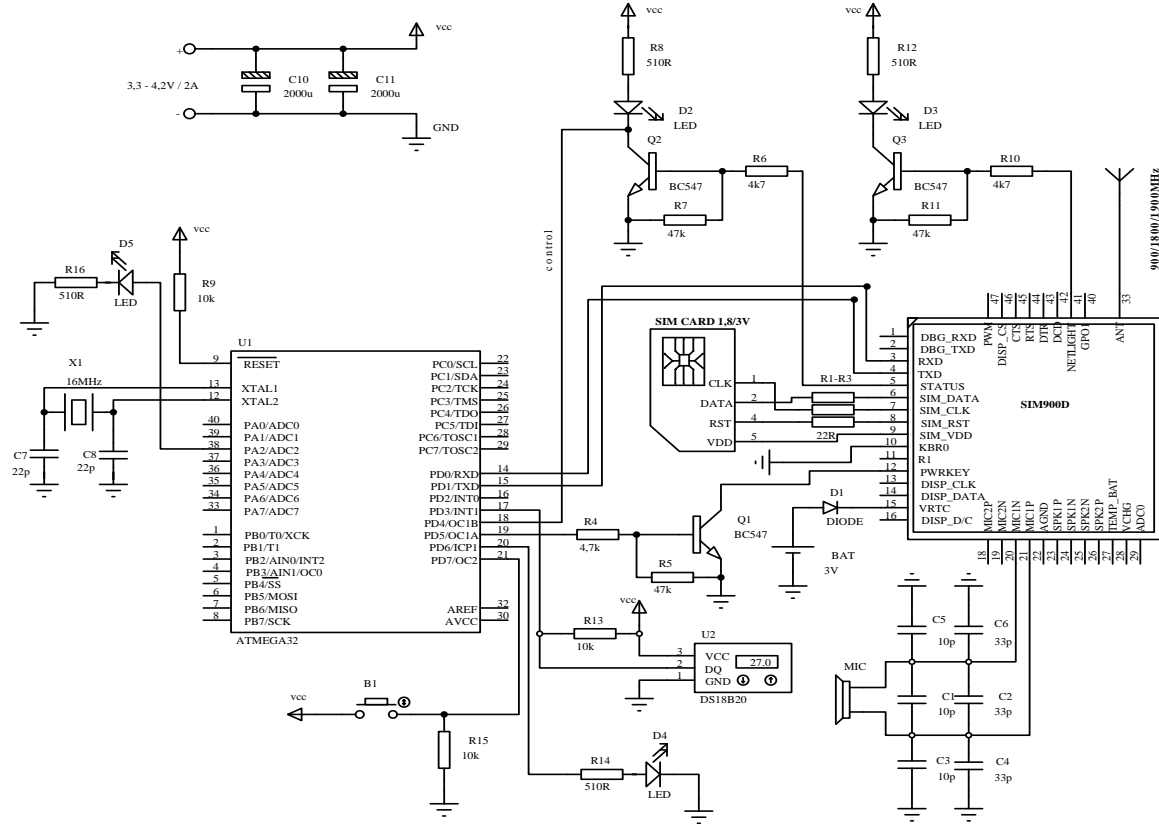 vcc
+
3,3 - 4,2V / 2A
-
C10
2000u
C11
2000u
GND
vcc
R8
510R
D2
LED
Q2
BC547
R6
4k7
R7
47k
control
vcc
R12
510R
D3
LED
Q3
BC547
R10
4k7
R11
47k
900/1800/1900MHz
D5
LED
R16
510R
vcc
R9
10k
X1
16MHz
C7
22p
C8
22p
U1
9 RESET
13 XTAL1
12 XTAL2
40 PA0/ADC0
39 PA1/ADC1
38 PA2/ADC2
37 PA3/ADC3
36 PA4/ADC4
35 PA5/ADC5
34 PA6/ADC6
33 PA7/ADC7
1 PB0/T0/XCK
2 PB1/T1
3 PB2/AIN0/INT2
4 PB3/AIN1/OC0
5 PB4/SS
6 PB5/MOSI
7 PB6/MISO
8 PB7/SCK
PC0/SCL 22
PC1/SDA 23
PC2/TCK 24
PC3/TMS 25
PC4/TDO 26
PC5/TDI 27
PC6/TOSC1 28
PC7/TOSC2 29
PD0/RXD 14
PD1/TXD 15
PD2/INT0 16
PD3/INT1 17
PD4/OC1B 18
PD5/OC1A 19
PD6/ICP1 20
PD7/OC2 21
AREF 32
AVCC 30
ATMEGA32
SIM CARD 1,8/3V
CLK 1
DATA 2
RST 4
VDD 5
R1-R3
22R
47 PWM
46 DISP_CS
45 CTS
44 RTS
43 DTR
42 DCD
41 NETLIGHT
40 GPO1
33 ANT
1 DBG_RXD
2 DBG_TXD
3 RXD
4 TXD
5 STATUS
6 SIM_DATA
7 SIM_CLK
8 SIM_RST
9 SIM_VDD
10 KBR0
11 R1
12 PWRKEY
13 DISP_CLK
14 DISP_DATA
15 VRTC
16 DISP_D/C
SIM900D
18 MIC2P
19 MIC2N
20 MIC1N
21 MIC1P
22 AGND
23 SPK1P
24 SPK1N
25 SPK2N
26 SPK2P
27 TEMP_BAT
28 VCHG
29 ADC0
R4
4,7k
R5
47k
Q1
BC547
D1
DIODE
BAT
3V
vcc
R13
10k
U2
3 VCC
2 DQ
1 GND
27.0
DS18B20
vcc
B1
R15
10k
R14
510R
D4
LED
MIC
C5
10p
C6
33p
C1
10p
C2
33p
C3
10p
C4
33p